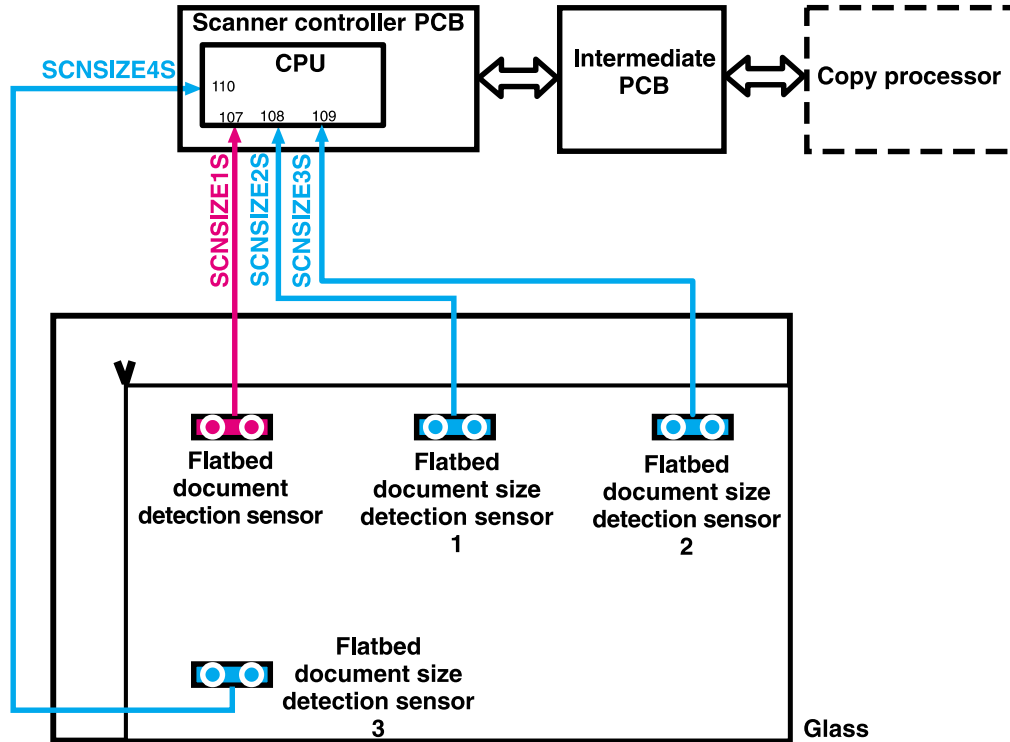 Scanner controller PCB
CPU
SCNSIZE4S
110
107
108
109
Intermediate
PCB
Copy processor
SCNSIZE1S
SCNSIZE2S
SCNSIZE3S
Flatbed
document
detection sensor
Flatbed
document size
detection sensor
1
Flatbed
document size
detection sensor
2
Flatbed
document size
detection sensor
3
Glass